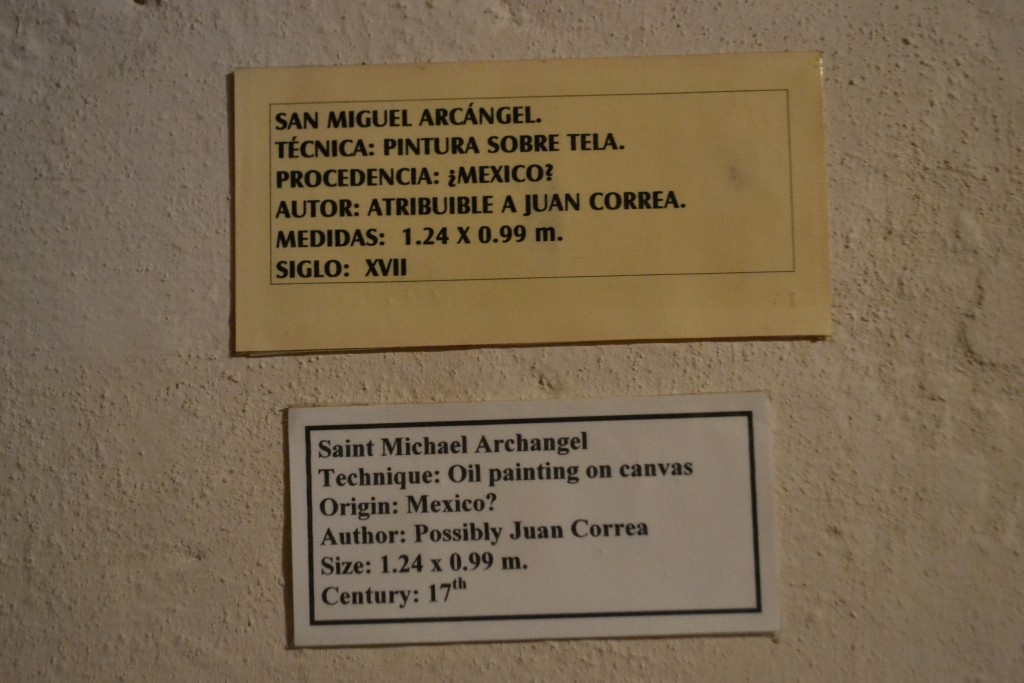 SAN MIGUEL ARCÁNGEL.
TÉCNICA: PINTURA SOBRE TELA.
PROCEDENCIA: ¿MEXICO?
AUTOR: ATRIBUIBLE A JUAN CORREA.
MEDIDAS: 1.24 X 0.99 m.
SIGLO: XVII
Saint Michael Archangel
Technique: Oil painting on canvas
Origin: Mexico?
Author: Possibly Juan Correa
Size: 1.24 x 0.99 m.
Century: 17th